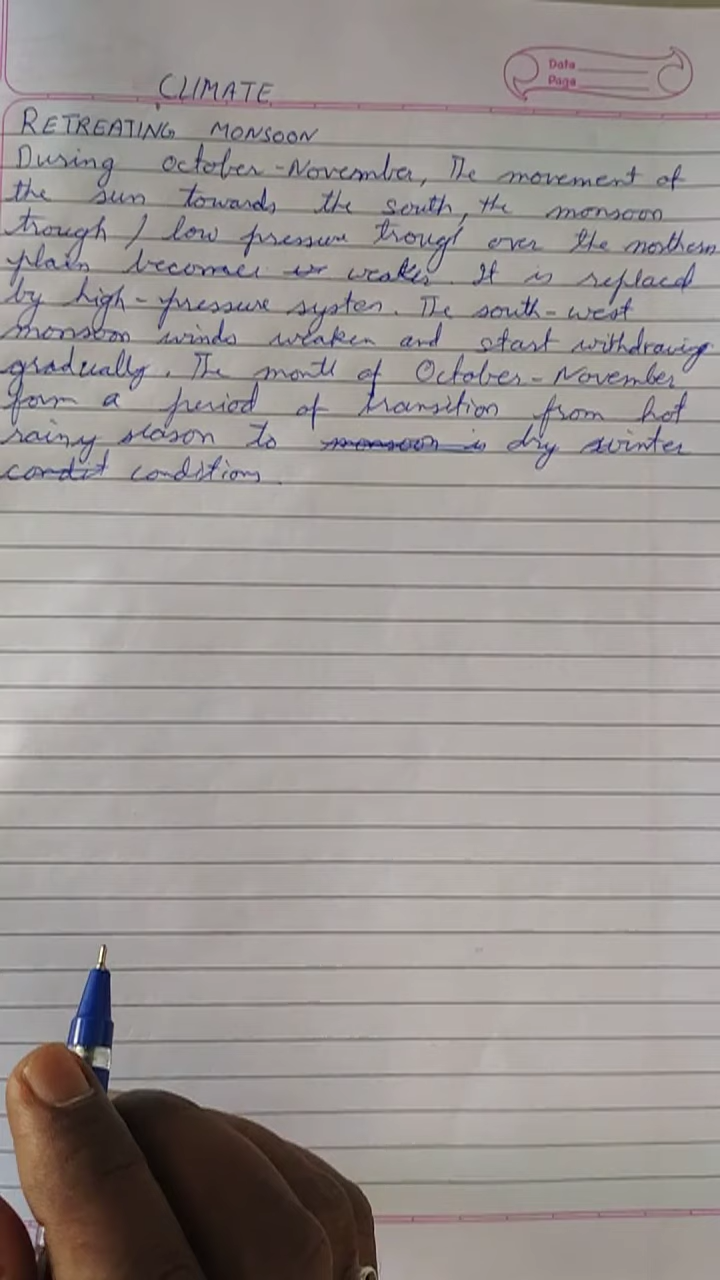 Date
Page
CLIMATE
RETREATING MONSOON
During october-November, The movement of
the sun towards the south, the monsoon
trough / low pressure trough over the northern
plain becomes weaker. It is replaced
by high-pressure system. The south-west
monsoon winds weaken and start withdrawing
gradually. The month of October-November
form a period of transition from hot
rainy season to monsoon is dry winter
condit conditions.